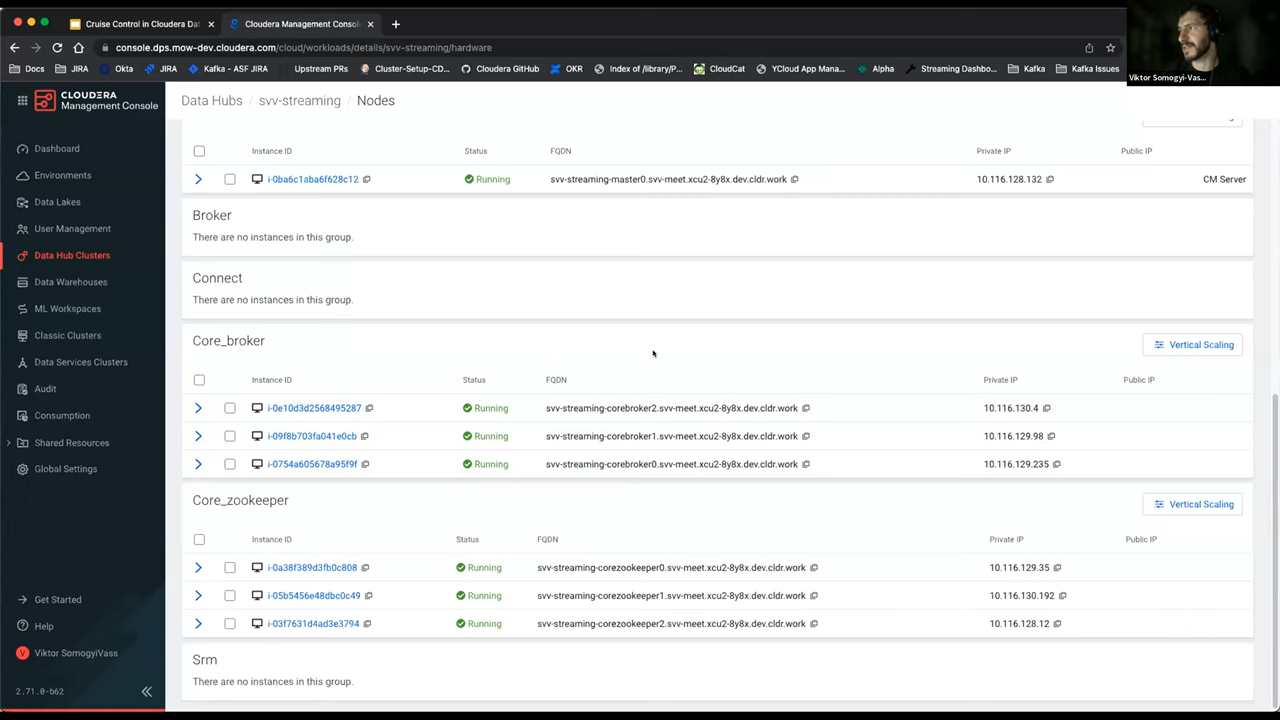 Cruise Control in Cloudera Dat
Cloudera Management Conso
console.dps.mow-dev.cloudera.com/cloud/workloads/details/svv-streaming/hardware
Docs
JIRA
Okta
JIRA
Kafka - ASF JIRA
Upstream PRs
Cluster-Setup-CD...
Cloudera GitHub
OKR
Index of /library/P...
CloudCat
YCloud App Mana...
Alpha
Streaming Dashbo...
Kafka
Kafka Issues
Viktor Somogyi-Vass...
CLOUDERA
Management Console
Dashboard
Environments
Data Lakes
User Management
Data Hub Clusters
Data Warehouses
ML Workspaces
Classic Clusters
Data Services Clusters
Audit
Consumption
Shared Resources
Global Settings
Get Started
Help
V
Viktor SomogyiVass
2.71.0-b62
Data Hubs / svv-streaming / Nodes
Instance ID Status FQDN Private IP Public IP
i-0ba6c1aba6f628c12 Running svv-streaming-master0.svv-meet.xcu2-8y8x.dev.cldr.work 10.116.128.132 CM Server
Broker
There are no instances in this group.
Connect
There are no instances in this group.
Core_broker
Vertical Scaling
Instance ID Status FQDN Private IP Public IP
i-0e10d3d2568495287 Running svv-streaming-corebroker2.svv-meet.xcu2-8y8x.dev.cldr.work 10.116.130.4
i-09f8b703fa041e0cb Running svv-streaming-corebroker1.svv-meet.xcu2-8y8x.dev.cldr.work 10.116.129.98
i-0754a605678a95f9f Running svv-streaming-corebroker0.svv-meet.xcu2-8y8x.dev.cldr.work 10.116.129.235
Core_zookeeper
Vertical Scaling
Instance ID Status FQDN Private IP Public IP
i-0a38f389d3fb0c808 Running svv-streaming-corezookeeper0.svv-meet.xcu2-8y8x.dev.cldr.work 10.116.129.35
i-05b5456e48dbc0c49 Running svv-streaming-corezookeeper1.svv-meet.xcu2-8y8x.dev.cldr.work 10.116.130.192
i-03f7631d4ad3e3794 Running svv-streaming-corezookeeper2.svv-meet.xcu2-8y8x.dev.cldr.work 10.116.128.12
Srm
There are no instances in this group.